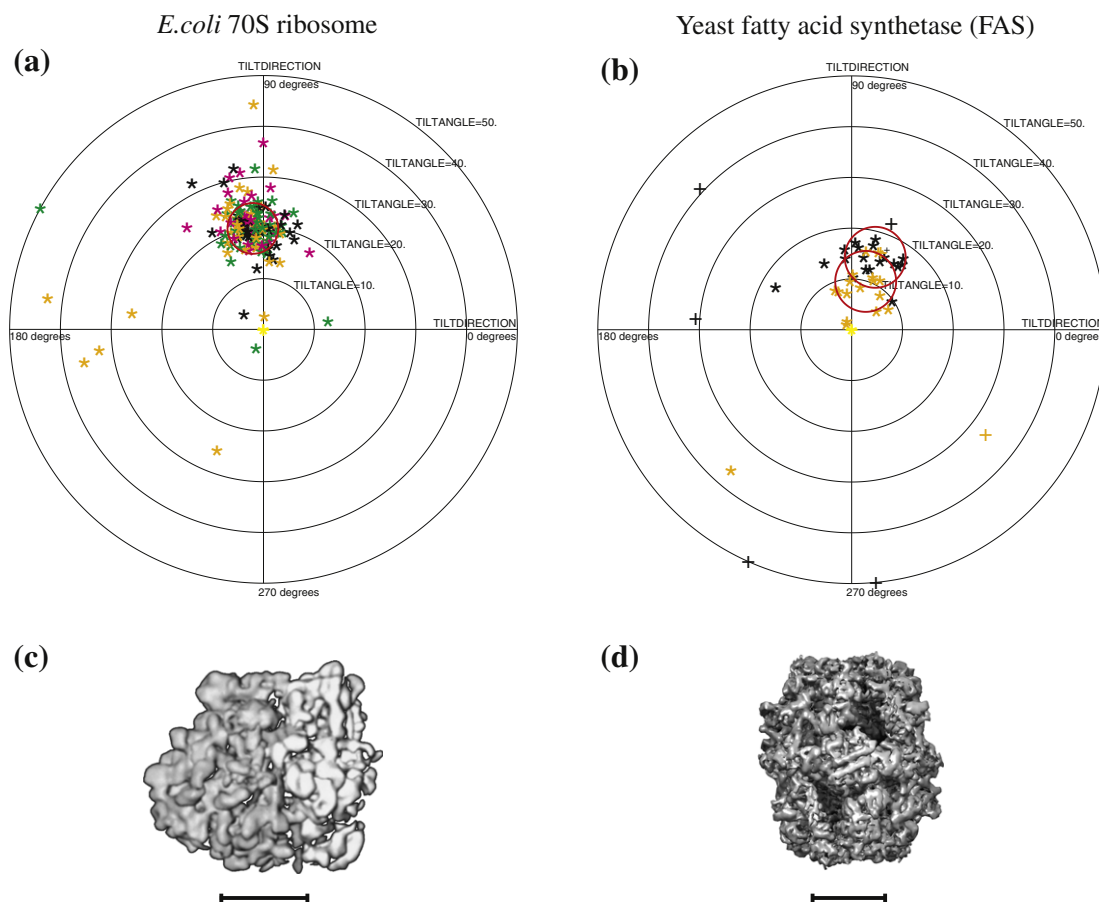 E.coli 70S ribosome
Yeast fatty acid synthetase (FAS)
(a)
TILTDIRECTION
90 degrees
TILTANGLE=50.
TILTANGLE=40.
TILTANGLE=30.
TILTANGLE=20.
TILTANGLE=10.
TILTDIRECTION
180 degrees
0 degrees
270 degrees
(b)
TILTDIRECTION
90 degrees
TILTANGLE=50.
TILTANGLE=40.
TILTANGLE=30.
TILTANGLE=20.
TILTANGLE=10.
TILTDIRECTION
180 degrees
0 degrees
270 degrees
(c)
(d)